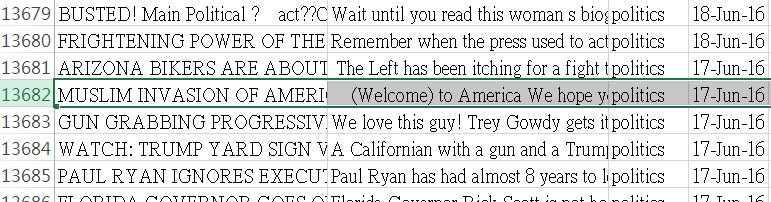 13679 BUSTED! Main Political ? act??C Wait until you read this woman s biog politics 18-Jun-16
13680 FRIGHTENING POWER OF THE Remember when the press used to act politics 18-Jun-16
13681 ARIZONA BIKERS ARE ABOUT The Left has been itching for a fight t politics 17-Jun-16
13682 MUSLIM INVASION OF AMERI (Welcome) to America We hope y politics 17-Jun-16
13683 GUN GRABBING PROGRESSIV We love this guy! Trey Gowdy gets it politics 17-Jun-16
13684 WATCH: TRUMP YARD SIGN V A Californian with a gun and a Trump politics 17-Jun-16
13685 PAUL RYAN IGNORES EXECUT Paul Ryan has had almost 8 years to l politics 17-Jun-16
13686 FLORIDA GOVERNOR GOES O Florida Governor Rick Scott is not be politics 17-Jun-16